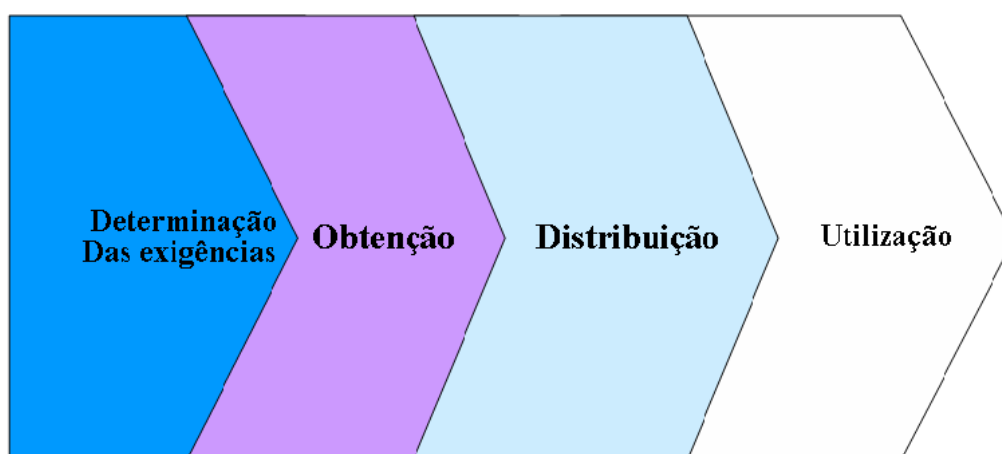 Determinação
Das exigências
Obtenção
Distribuição
Utilização